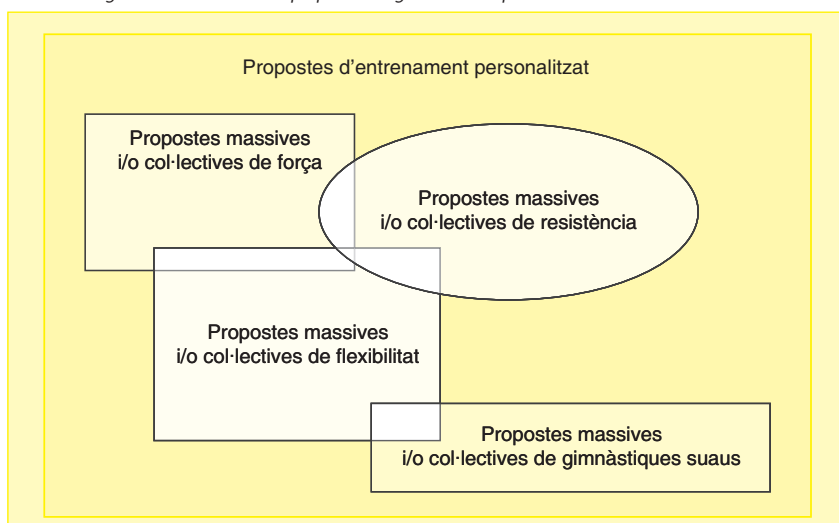 Propostes d'entrenament personalitzat
Propostes massives
i/o col·lectives de força
Propostes massives
i/o col·lectives de resistència
Propostes massives
i/o col·lectives de flexibilitat
Propostes massives
i/o col·lectives de gimnàstiques suaus